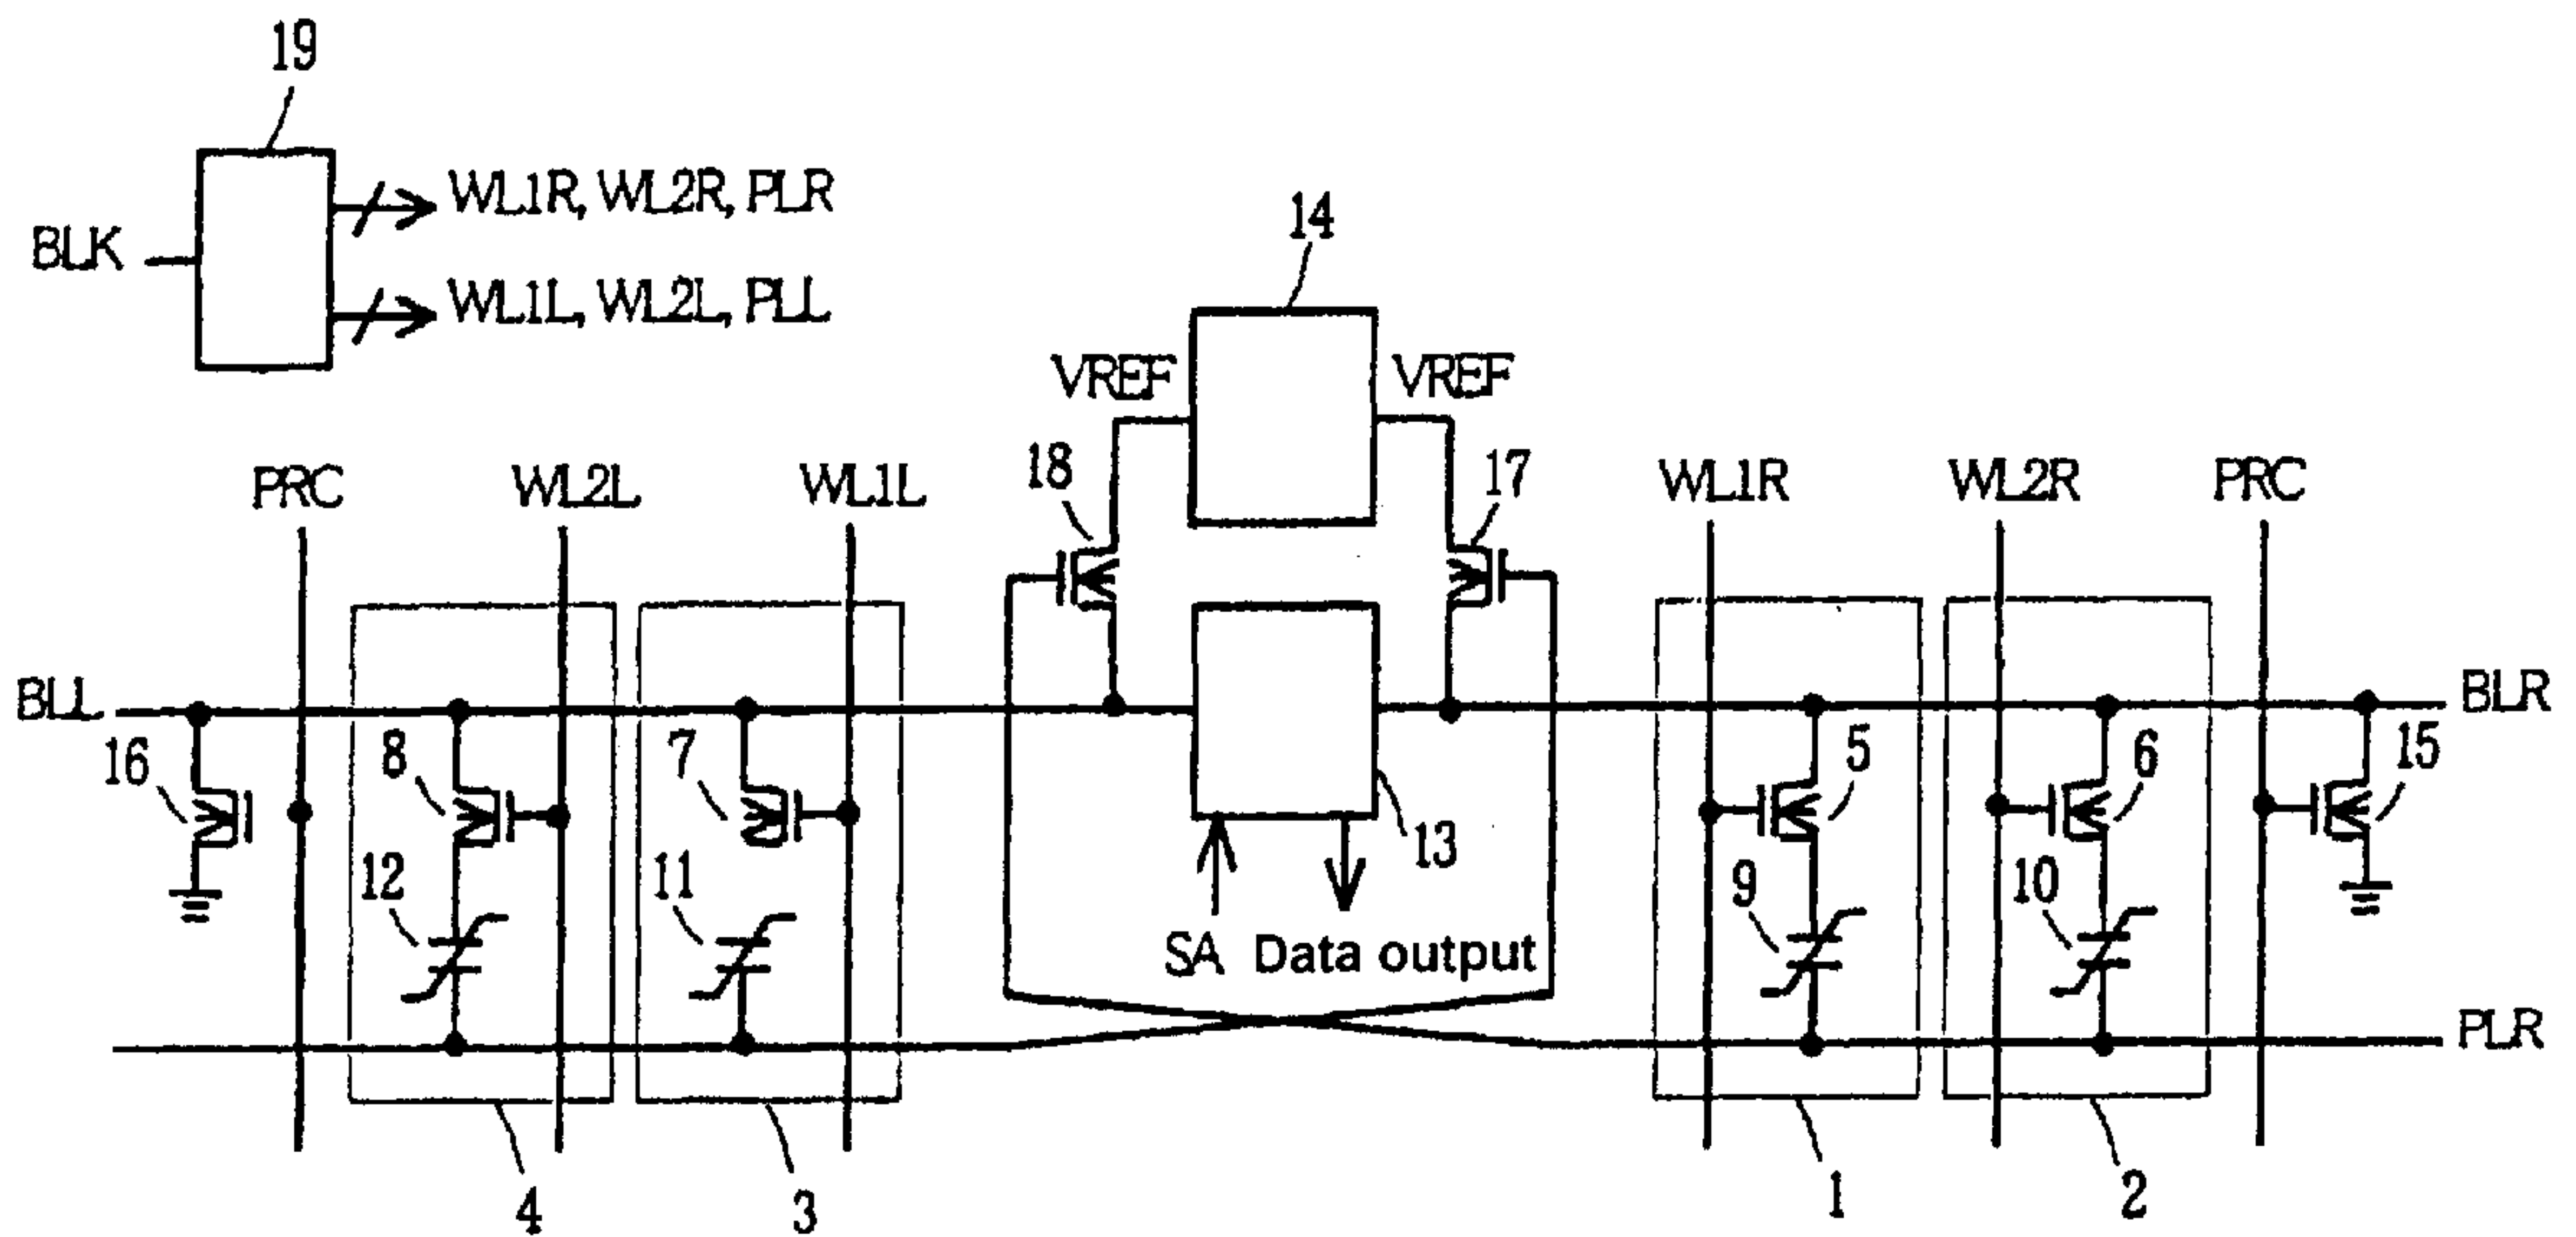 19
WL1R, WL2R, PLR
BLK
WL1L, WL2L, PLL
14
VREF VREF
18 17
PRC WL2L WL1L WL1R WL2R PRC
BLL BLR
16 8 7 5 6 15
12 11 13 9 10
SA Data output
PLR
4 3 1 2